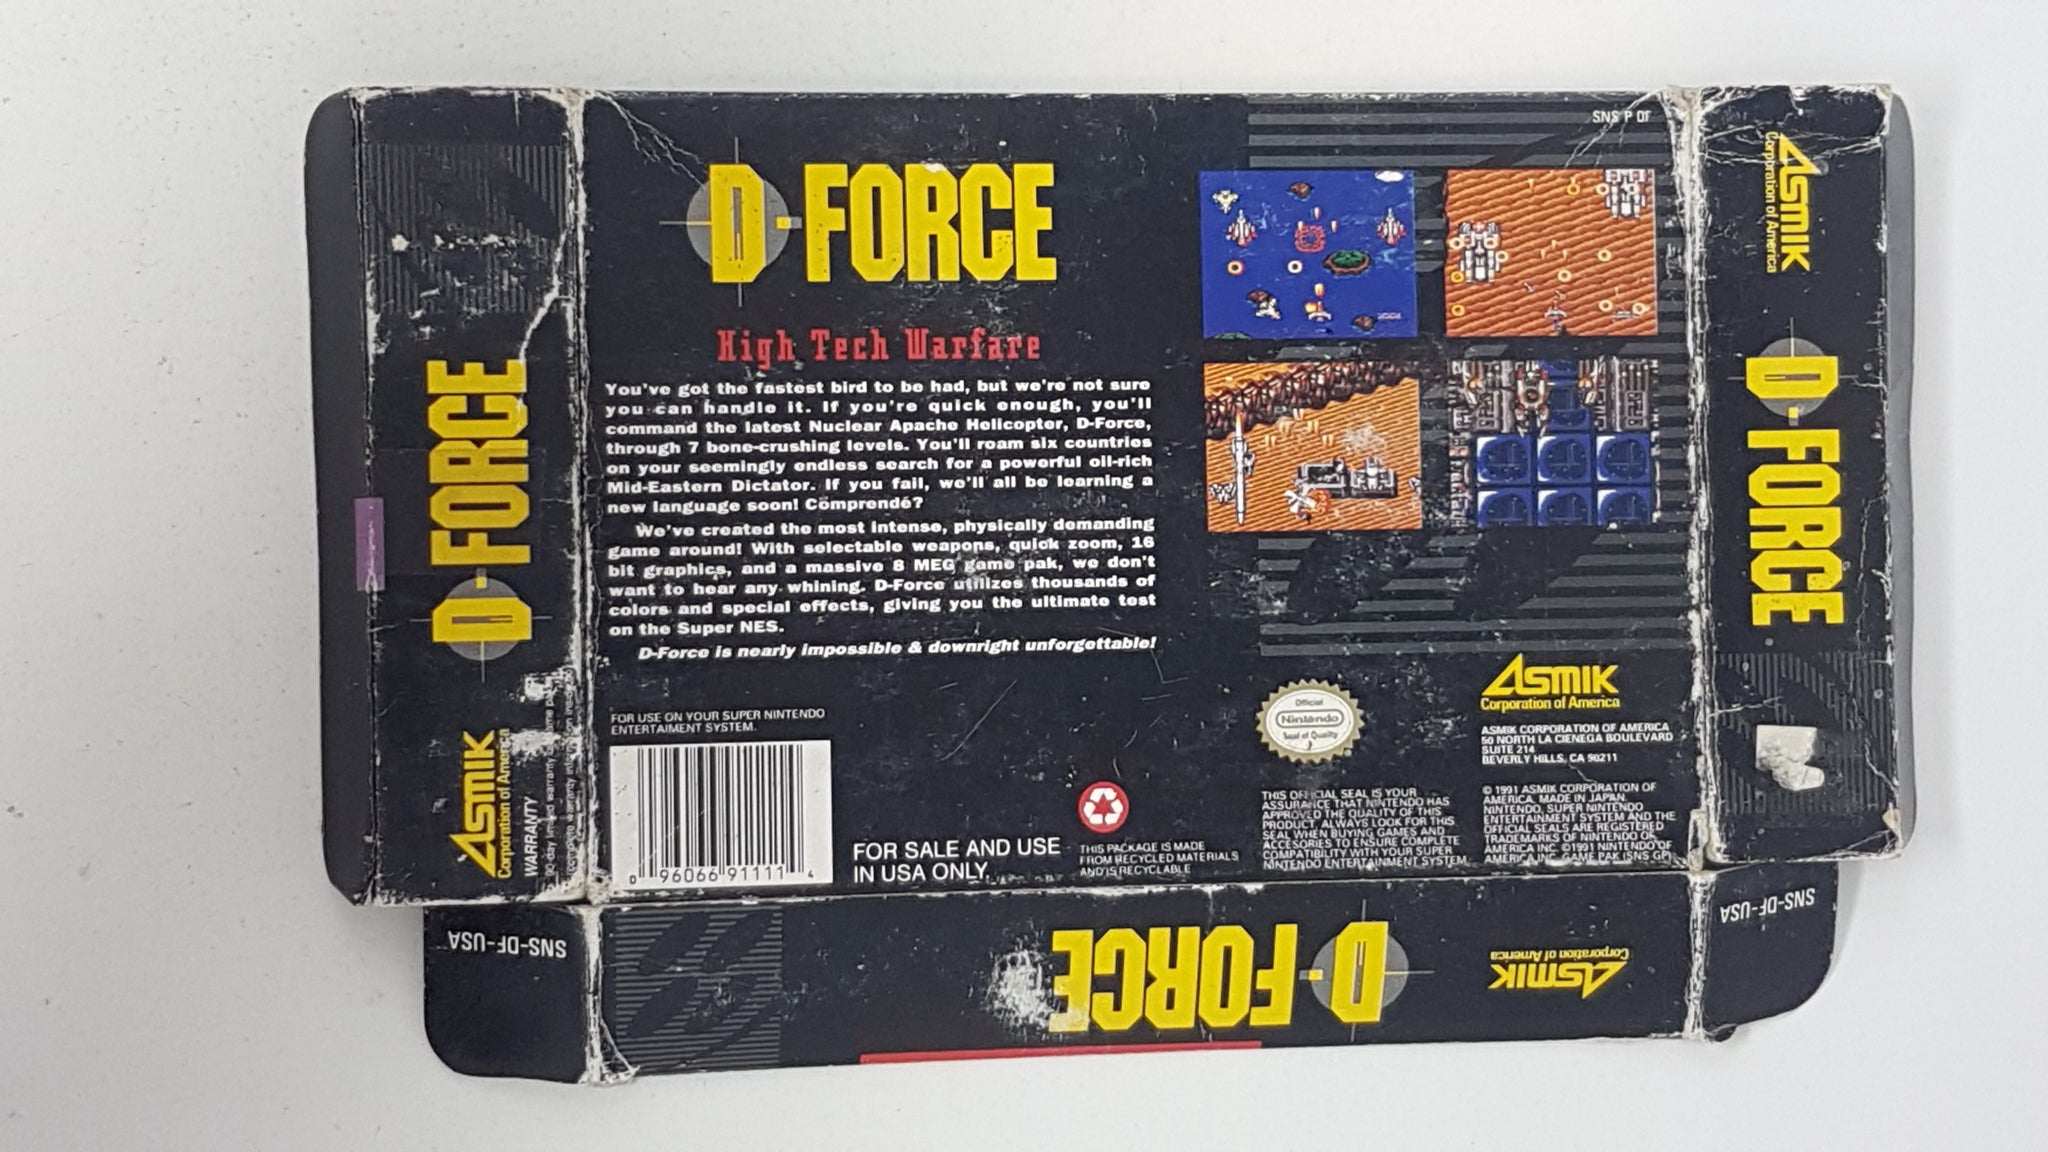 SNS P 01
D-FORCE
High Tech Warfare
You've got the fastest bird to be had, but we're not sure
you can handle it. If you're quick enough, you'll
command the latest Nuclear Apache Helicopter, D-Force,
through 7 bone-crushing levels. You'll roam six countries
on your seemingly endless search for a powerful oil-rich
Mid-Eastern Dictator. If you fail, we'll all be learning a
new language soon! Comprendé?
We've created the most intense, physically demanding
game around! With selectable weapons, quick zoom, 16
bit graphics, and a massive 8 MEG game pak, we don't
want to hear any whining. D-Force utilizes thousands of
colors and special effects, giving you the ultimate test
on the Super NES.
D-Force is nearly impossible & downright unforgettable!
FOR USE ON YOUR SUPER NINTENDO
ENTERTAIMENT SYSTEM.
0 96066 91111 4
FOR SALE AND USE
IN USA ONLY.
THIS PACKAGE IS MADE
FROM RECYCLED MATERIALS
AND IS RECYCLABLE
Official
Nintendo
Seal of Quality
THIS OFFICIAL SEAL IS YOUR
ASSURANCE THAT NINTENDO HAS
APPROVED THE QUALITY OF THIS
PRODUCT. ALWAYS LOOK FOR THIS
SEAL WHEN BUYING GAMES AND
ACCESORIES TO ENSURE COMPLETE
COMPATIBILITY WITH YOUR SUPER
NINTENDO ENTERTAINMENT SYSTEM
ASMIK
Corporation of America
ASMIK CORPORATION OF AMERICA
50 NORTH LA CIENEGA BOULEVARD
SUITE 214
BEVERLY HILLS, CA 90211
© 1991 ASMIK CORPORATION OF
AMERICA. MADE IN JAPAN.
NINTENDO, SUPER NINTENDO
ENTERTAINMENT SYSTEM AND THE
OFFICIAL SEALS ARE REGISTERED
TRADEMARKS OF NINTENDO OF
AMERICA INC. ©1991 NINTENDO OF
AMERICA INC. GAME PAK (SNS GP)
D-FORCE
ASMIK
Corporation of America
WARRANTY
90-day limited warranty
ASMIK
Corporation of America
D-FORCE
SNS-DF-USA
D-FORCE
ASMIK
Corporation of America
SNS-DF-USA